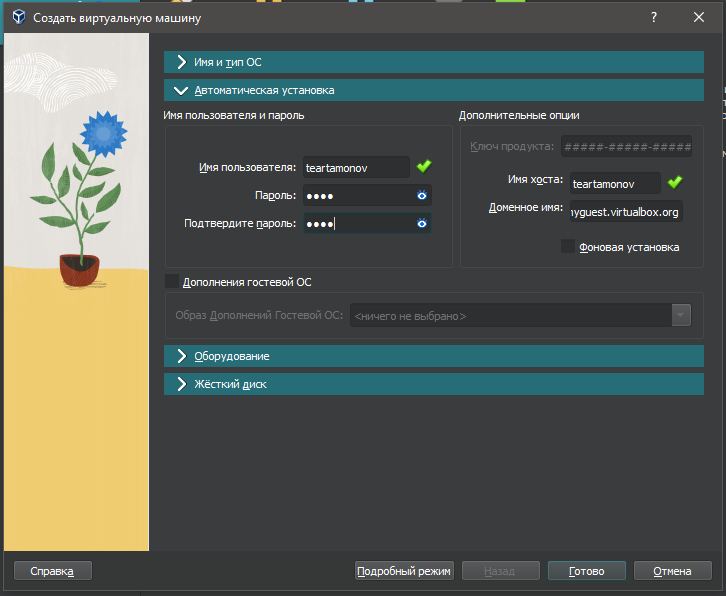 Создать виртуальную машину
Имя и тип ОС
Автоматическая установка
Имя пользователя и пароль
Имя пользователя: teartamonov
Пароль: ●●●●
Подтвердите пароль: ●●●●
Дополнительные опции
Ключ продукта: #####-#####-#####
Имя хоста: teartamonov
Доменное имя: myguest.virtualbox.org
Фоновая установка
Дополнения гостевой ОС
Образ Дополнений Гостевой ОС: <ничего не выбрано>
Оборудование
Жёсткий диск
Справка
Подробный режим
Назад
Готово
Отмена